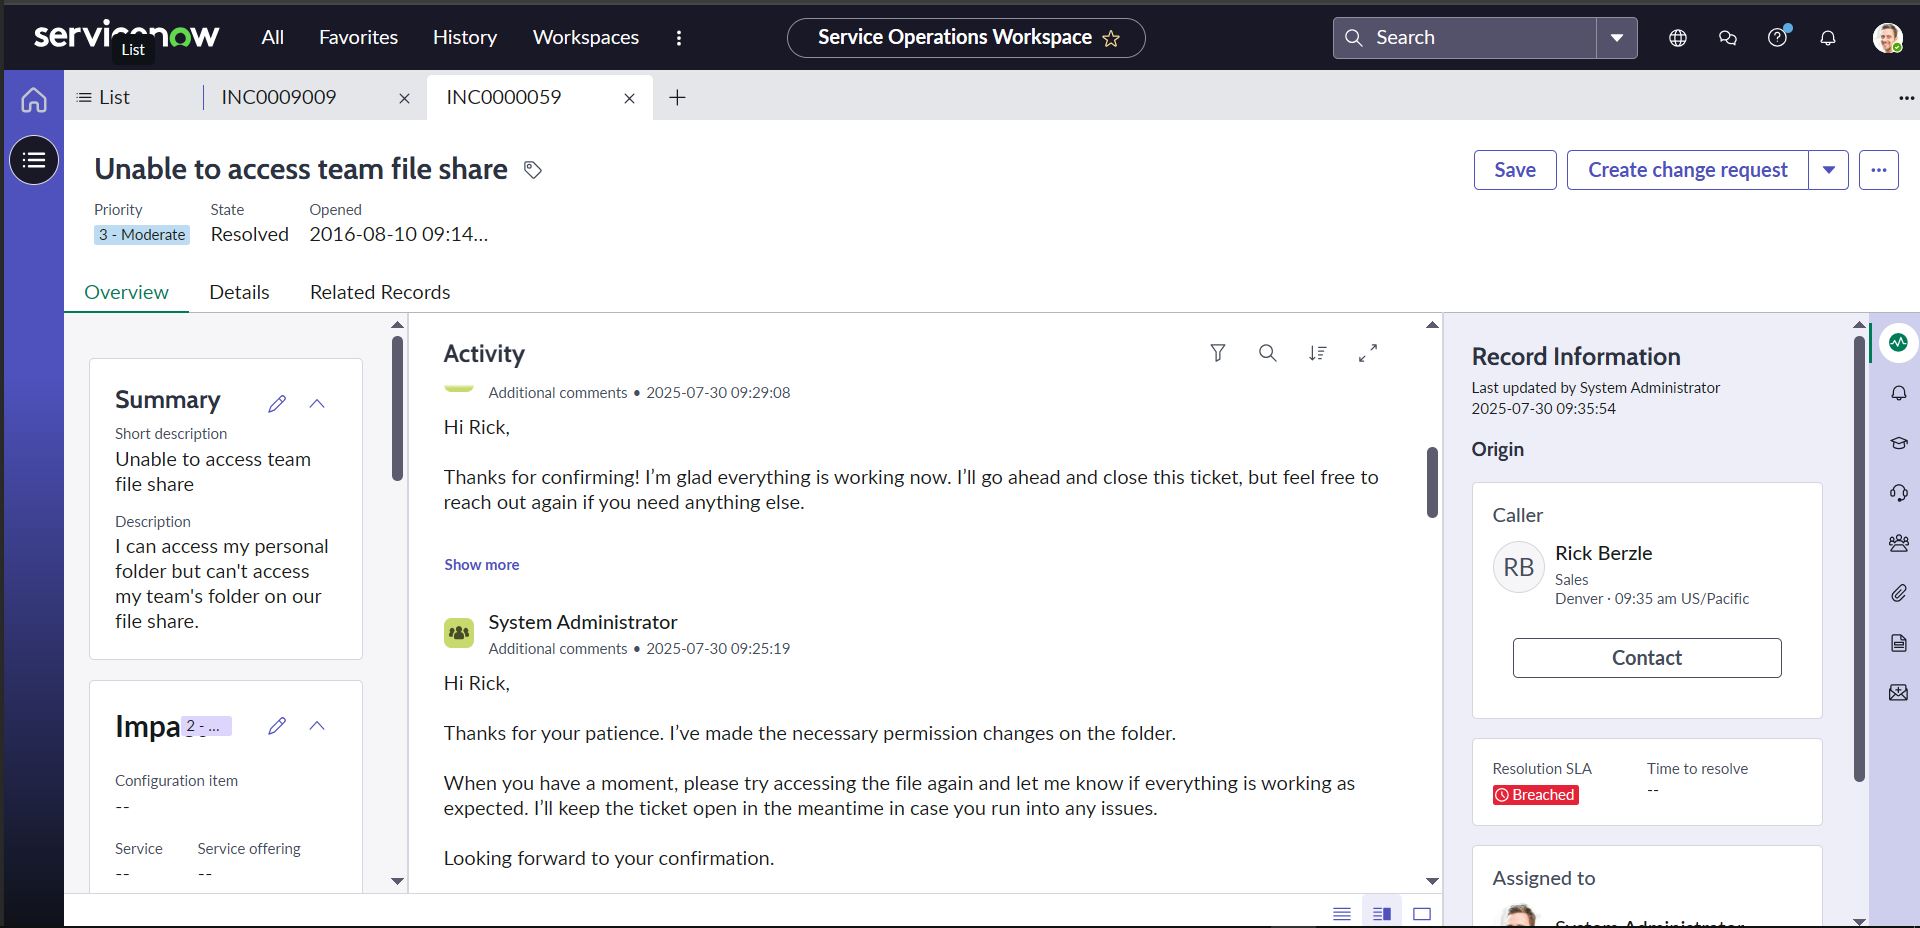 servicenow
List
All
Favorites
History
Workspaces
Service Operations Workspace
Search
List
INC0009009
INC0000059
Unable to access team file share
Save
Create change request
Priority
State
Opened
3 - Moderate
Resolved
2016-08-10 09:14...
Overview
Details
Related Records
Summary
Short description
Unable to access team
file share
Description
I can access my personal
folder but can't access
my team's folder on our
file share.
2 - ...
Configuration item
--
Service
Service offering
--
--
Activity
Additional comments • 2025-07-30 09:29:08
Hi Rick,
Thanks for confirming! I’m glad everything is working now. I’ll go ahead and close this ticket, but feel free to
reach out again if you need anything else.
Show more
System Administrator
Additional comments • 2025-07-30 09:25:19
Hi Rick,
Thanks for your patience. I’ve made the necessary permission changes on the folder.
When you have a moment, please try accessing the file again and let me know if everything is working as
expected. I’ll keep the ticket open in the meantime in case you run into any issues.
Looking forward to your confirmation.
Record Information
Last updated by System Administrator
2025-07-30 09:35:54
Origin
Caller
RB
Rick Berzle
Sales
Denver · 09:35 am US/Pacific
Contact
Resolution SLA
Time to resolve
Breached
--
Assigned to
System Administrator